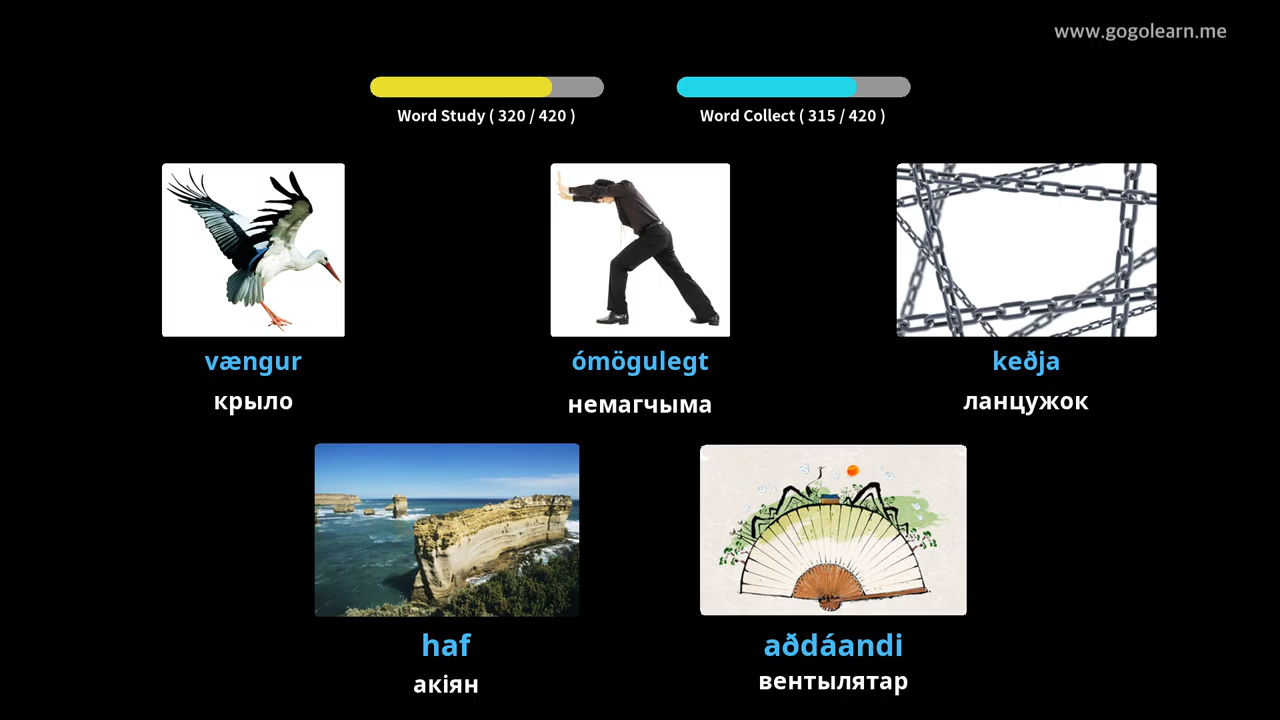 www.gogolearn.me
Word Study ( 320 / 420 )
Word Collect ( 315 / 420 )
vængur
ómögulegt
keðja
крыло
немагчыма
ланцужок
haf
aðdáandi
акіян
вентылятар